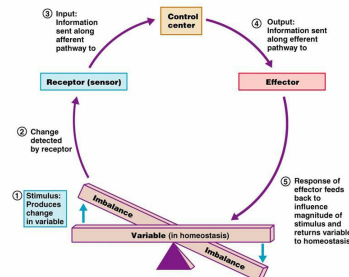 ③ Input:
Information
sent along
afferent
pathway to
Control
center
④ Output:
Information sent
along efferent
pathway to
Receptor (sensor)
Effector
② Change
detected
by receptor
① Stimulus:
Produces
change
in variable
Imbalance
Variable (in homeostasis)
Imbalance
⑤ Response of
effector feeds
back to
influence
magnitude of
stimulus and
returns variable
to homeostasis